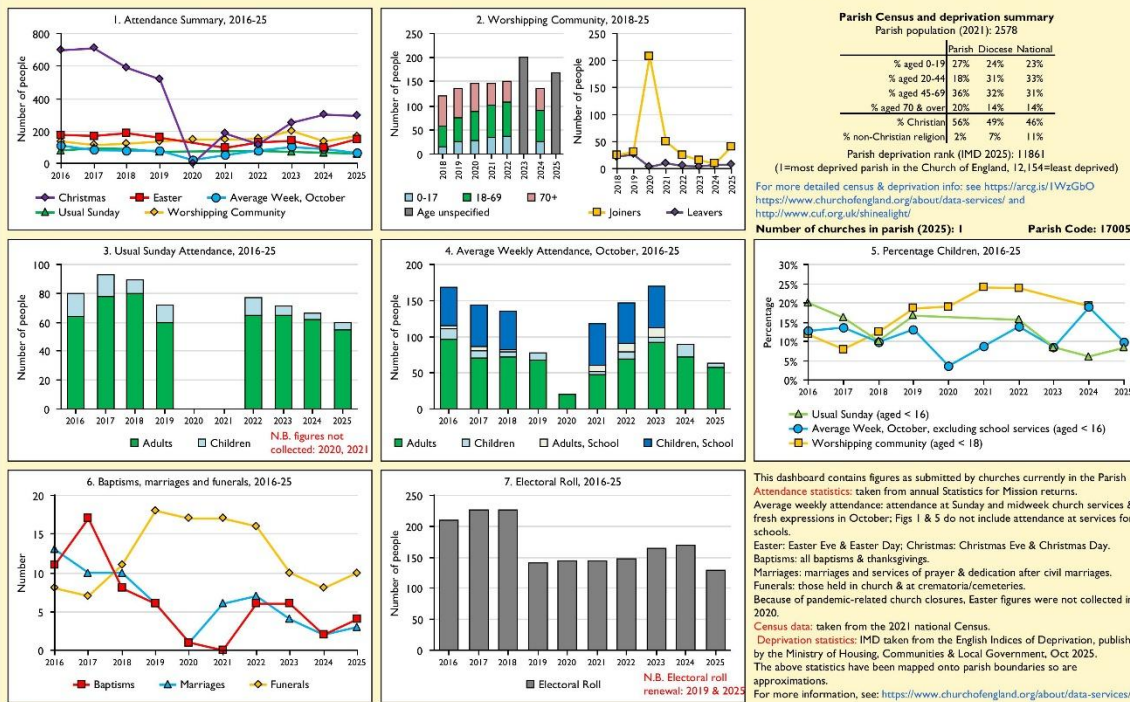 1. Attendance Summary, 2016-25
Number of people
800
600
400
200
0
2016 2017 2018 2019 2020 2021 2022 2023 2024 2025
Christmas Easter Average Week, October
Usual Sunday Worshipping Community
2. Worshipping Community, 2018-25
Number of people
250
200
150
100
50
0
2018 2019 2020 2021 2022 2023 2024 2025
0-17 18-69 70+
Age unspecified
Number of people
250
200
150
100
50
0
2018 2019 2020 2021 2022 2023 2024 2025
Joiners Leavers
Parish Census and deprivation summary
Parish population (2021): 2578
Parish Diocese National
% aged 0-19 27% 24% 23%
% aged 20-44 18% 31% 33%
% aged 45-69 36% 32% 31%
% aged 70 & over 20% 14% 14%
% Christian 56% 49% 46%
% non-Christian religion 2% 7% 11%
Parish deprivation rank (IMD 2025): 11861
(1=most deprived parish in the Church of England, 12,154=least deprived)
For more detailed census & deprivation info: see https://arcg.is/1WzGbO
https://www.churchofengland.org/about/data-services/ and
http://www.cuf.org.uk/shinealight/
Number of churches in parish (2025): 1 Parish Code: 17005
3. Usual Sunday Attendance, 2016-25
Number of people
100
80
60
40
20
0
2016 2017 2018 2019 2020 2021 2022 2023 2024 2025
Adults Children
N.B. figures not
collected: 2020, 2021
4. Average Weekly Attendance, October, 2016-25
Number of people
200
150
100
50
0
2016 2017 2018 2019 2020 2021 2022 2023 2024 2025
Adults Children Adults, School Children, School
5. Percentage Children, 2016-25
Percentage
30%
25%
20%
15%
10%
5%
0%
2016 2017 2018 2019 2020 2021 2022 2023 2024 2025
Usual Sunday (aged < 16)
Average Week, October, excluding school services (aged < 16)
Worshipping community (aged < 18)
6. Baptisms, marriages and funerals, 2016-25
Number
20
15
10
5
0
2016 2017 2018 2019 2020 2021 2022 2023 2024 2025
Baptisms Marriages Funerals
7. Electoral Roll, 2016-25
Number of people
250
200
150
100
50
0
2016 2017 2018 2019 2020 2021 2022 2023 2024 2025
Electoral Roll
N.B. Electoral roll
renewal: 2019 & 2025
This dashboard contains figures as submitted by churches currently in the Parish
Attendance statistics: taken from annual Statistics for Mission returns.
Average weekly attendance: attendance at Sunday and midweek church services &
fresh expressions in October; Figs 1 & 5 do not include attendance at services for
schools.
Easter: Easter Eve & Easter Day; Christmas: Christmas Eve & Christmas Day.
Baptisms: all baptisms & thanksgivings.
Marriages: marriages and services of prayer & dedication after civil marriages.
Funerals: those held in church & at crematoria/cemeteries.
Because of pandemic-related church closures, Easter figures were not collected in
2020.
Census data: taken from the 2021 national Census.
Deprivation statistics: IMD taken from the English Indices of Deprivation, publish
by the Ministry of Housing, Communities & Local Government, Oct 2025.
The above statistics have been mapped onto parish boundaries so are
approximations.
For more information, see: https://www.churchofengland.org/about/data-services/